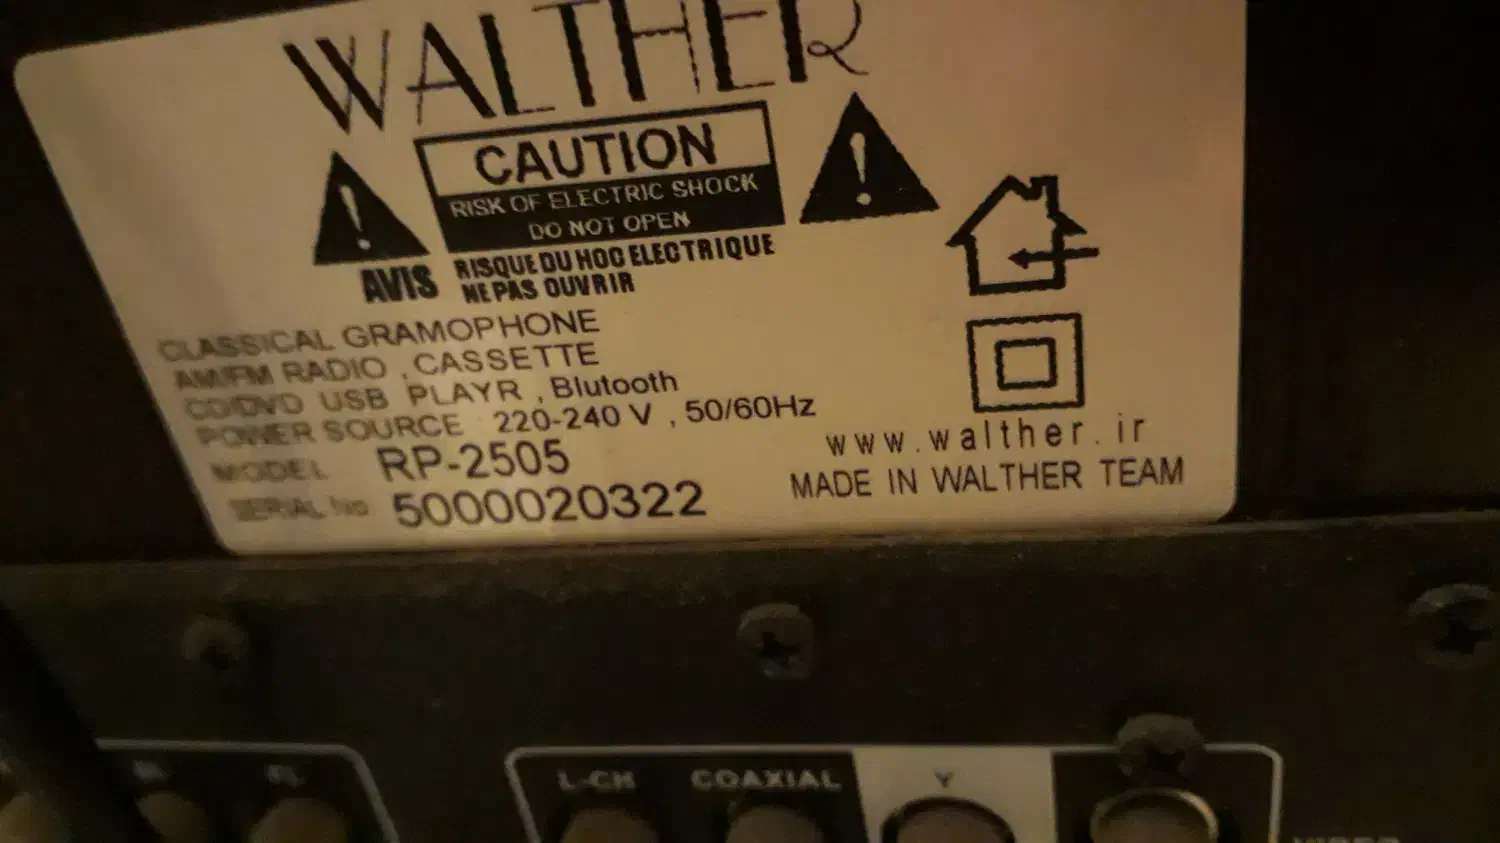 WALTHER
CAUTION
RISK OF ELECTRIC SHOCK
DO NOT OPEN
AVIS RISQUE DU HOC ELECTRIQUE
NE PAS OUVRIR
CLASSICAL GRAMOPHONE
AM/FM RADIO , CASSETTE
CD/DVD USB PLAYR , Blutooth
POWER SOURCE 220-240 V , 50/60Hz
MODEL RP-2505
SERIAL No 5000020322
www.walther.ir
MADE IN WALTHER TEAM
L-CH COAXIAL Y